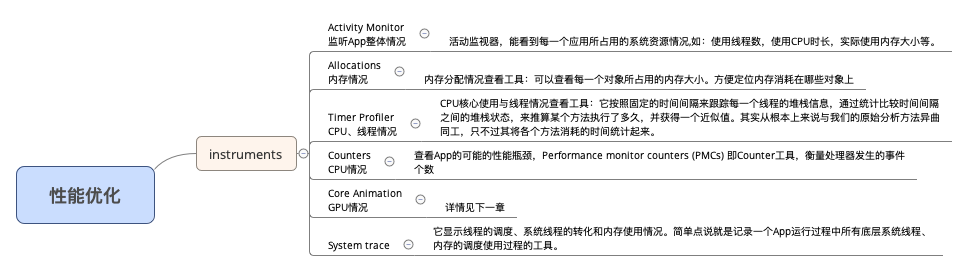 性能优化
instruments
Activity Monitor
监听App整体情况
活动监视器，能看到每一个应用所占用的系统资源情况,如：使用线程数，使用CPU时长，实际使用内存大小等。
Allocations
内存情况
内存分配情况查看工具：可以查看每一个对象所占用的内存大小。方便定位内存消耗在哪些对象上
Timer Profiler
CPU、线程情况
CPU核心使用与线程情况查看工具：它按照固定的时间间隔来跟踪每一个线程的堆栈信息，通过统计比较时间间隔
之间的堆栈状态，来推算某个方法执行了多久，并获得一个近似值。其实从根本上来说与我们的原始分析方法异曲
同工，只不过其将各个方法消耗的时间统计起来。
Counters
CPU情况
查看App的可能的性能瓶颈，Performance monitor counters (PMCs) 即Counter工具，衡量处理器发生的事件
个数
Core Animation
GPU情况
详情见下一章
System trace
它显示线程的调度、系统线程的转化和内存使用情况。简单点说就是记录一个App运行过程中所有底层系统线程、
内存的调度使用过程的工具。